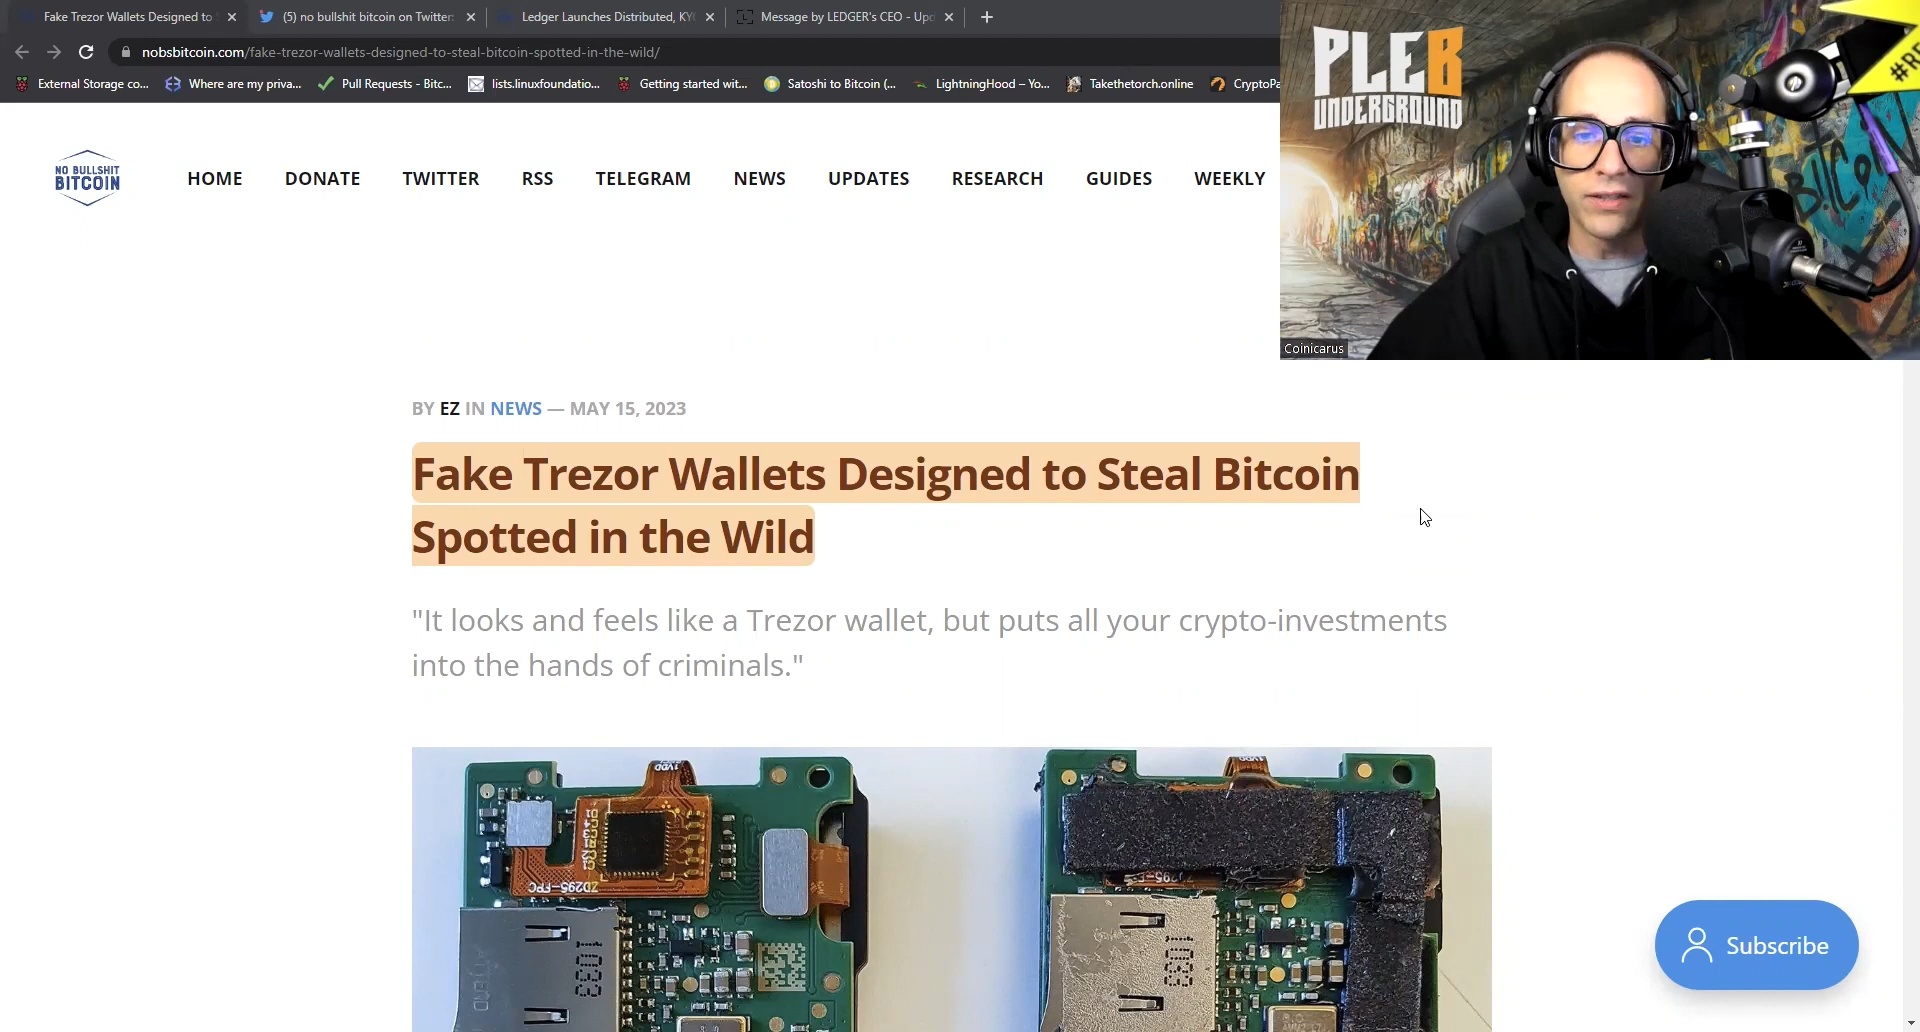 Fake Trezor Wallets Designed to
(5) no bullshit bitcoin on Twitter:
Ledger Launches Distributed, KY
Message by LEDGER's CEO - Upd
nobsbitcoin.com/fake-trezor-wallets-designed-to-steal-bitcoin-spotted-in-the-wild/
External Storage co...
Where are my priva...
Pull Requests - Bitc...
lists.linuxfoundatio...
Getting started wit...
Satoshi to Bitcoin (...
LightningHood – Yo...
Takethetorch.online
CryptoPa
PLEB
UNDERGROUND
BITCOIN
Coinicarus
NO BULLSHIT
BITCOIN
HOME
DONATE
TWITTER
RSS
TELEGRAM
NEWS
UPDATES
RESEARCH
GUIDES
WEEKLY
BY EZ IN NEWS — MAY 15, 2023
Fake Trezor Wallets Designed to Steal Bitcoin
Spotted in the Wild
"It looks and feels like a Trezor wallet, but puts all your crypto-investments
into the hands of criminals."
1VDD
ZD295-FPC
1033
Subscribe